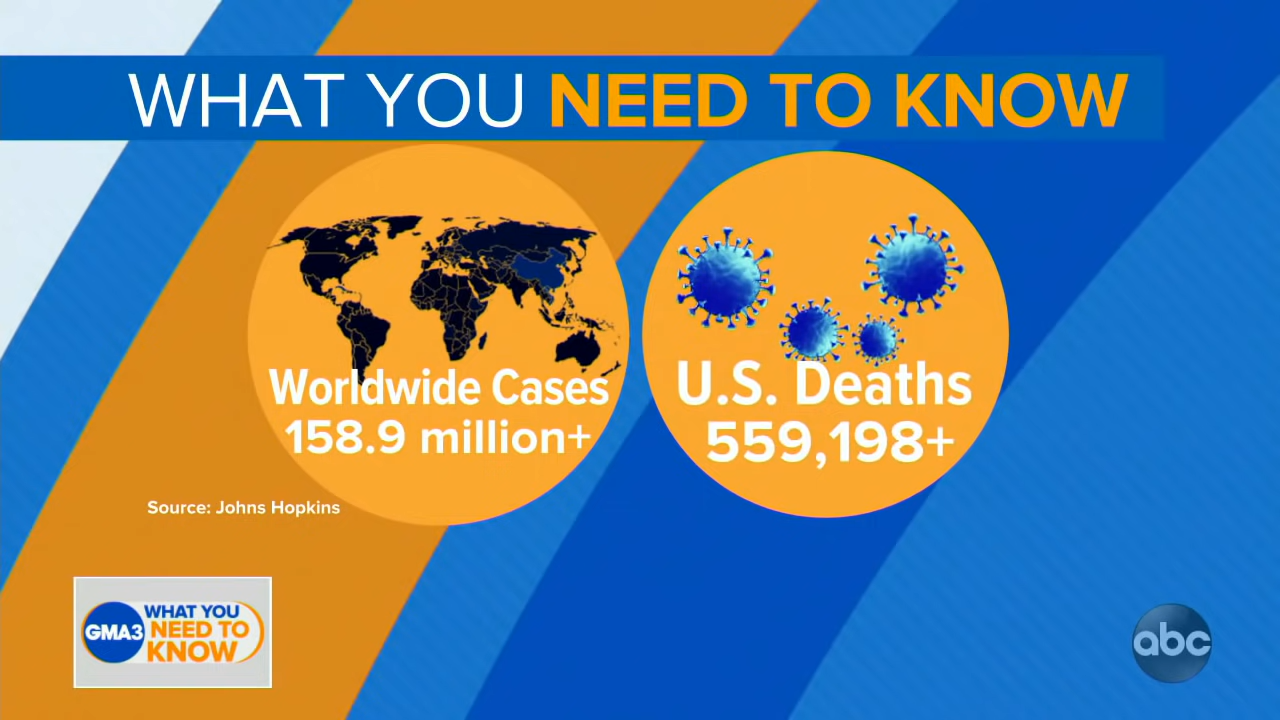 WHAT YOU NEED TO KNOW
Worldwide Cases
158.9 million+
U.S. Deaths
559,198+
Source: Johns Hopkins
GMA3
WHAT YOU
NEED TO
KNOW
abc